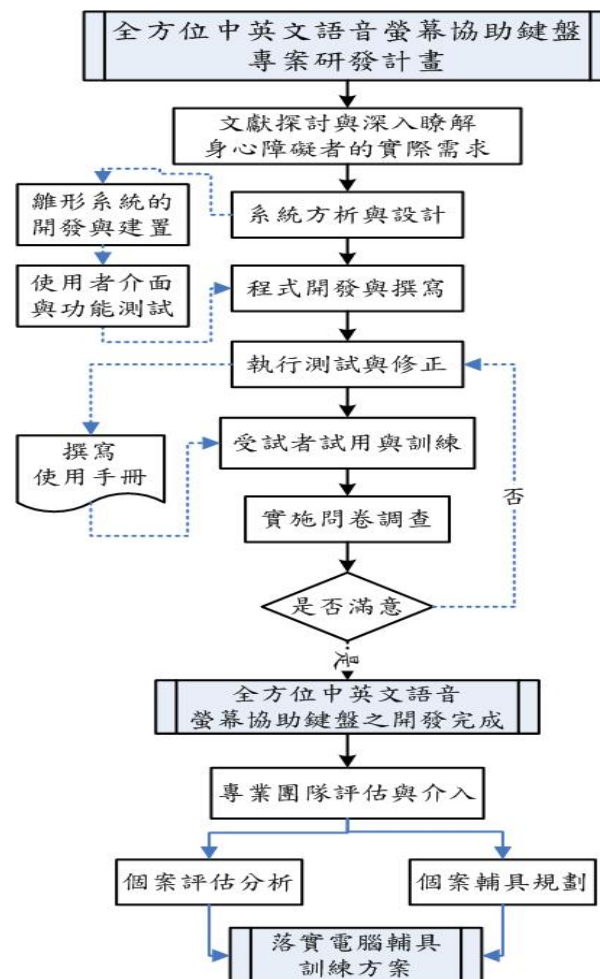 全方位中英文語音螢幕協助鍵盤
專案研發計畫
文獻探討與深入瞭解
身心障礙者的實際需求
雛形系統的
開發與建置
系統方析與設計
使用者介面
與功能測試
程式開發與撰寫
執行測試與修正
撰寫
使用手冊
受試者試用與訓練
實施問卷調查
否
是否滿意
是
全方位中英文語音
螢幕協助鍵盤之開發完成
專業團隊評估與介入
個案評估分析
個案輔具規劃
落實電腦輔具
訓練方案